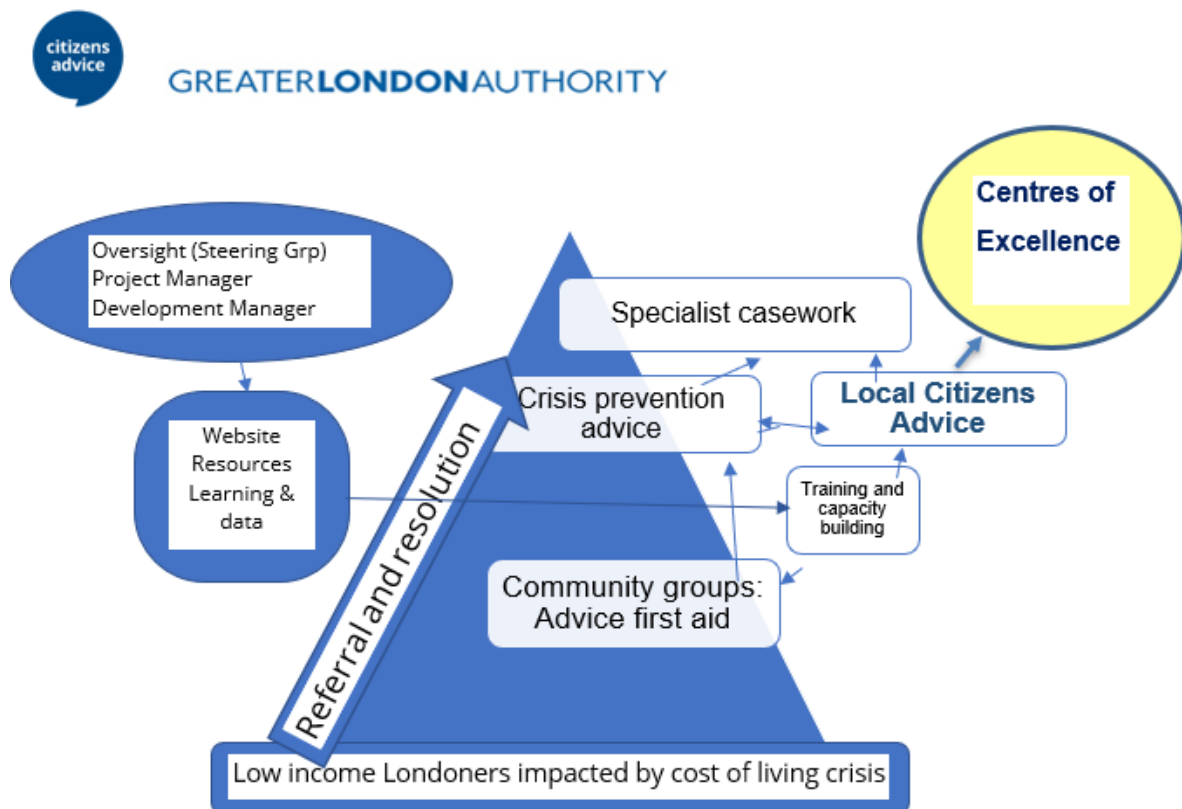 citizens
advice
GREATERLONDONAUTHORITY
Centres of
Excellence
Oversight (Steering Grp)
Project Manager
Development Manager
Specialist casework
Crisis prevention
advice
Local Citizens
Advice
Website
Resources
Learning &
data
Training and
capacity
building
Referral and resolution
Community groups:
Advice first aid
Low income Londoners impacted by cost of living crisis